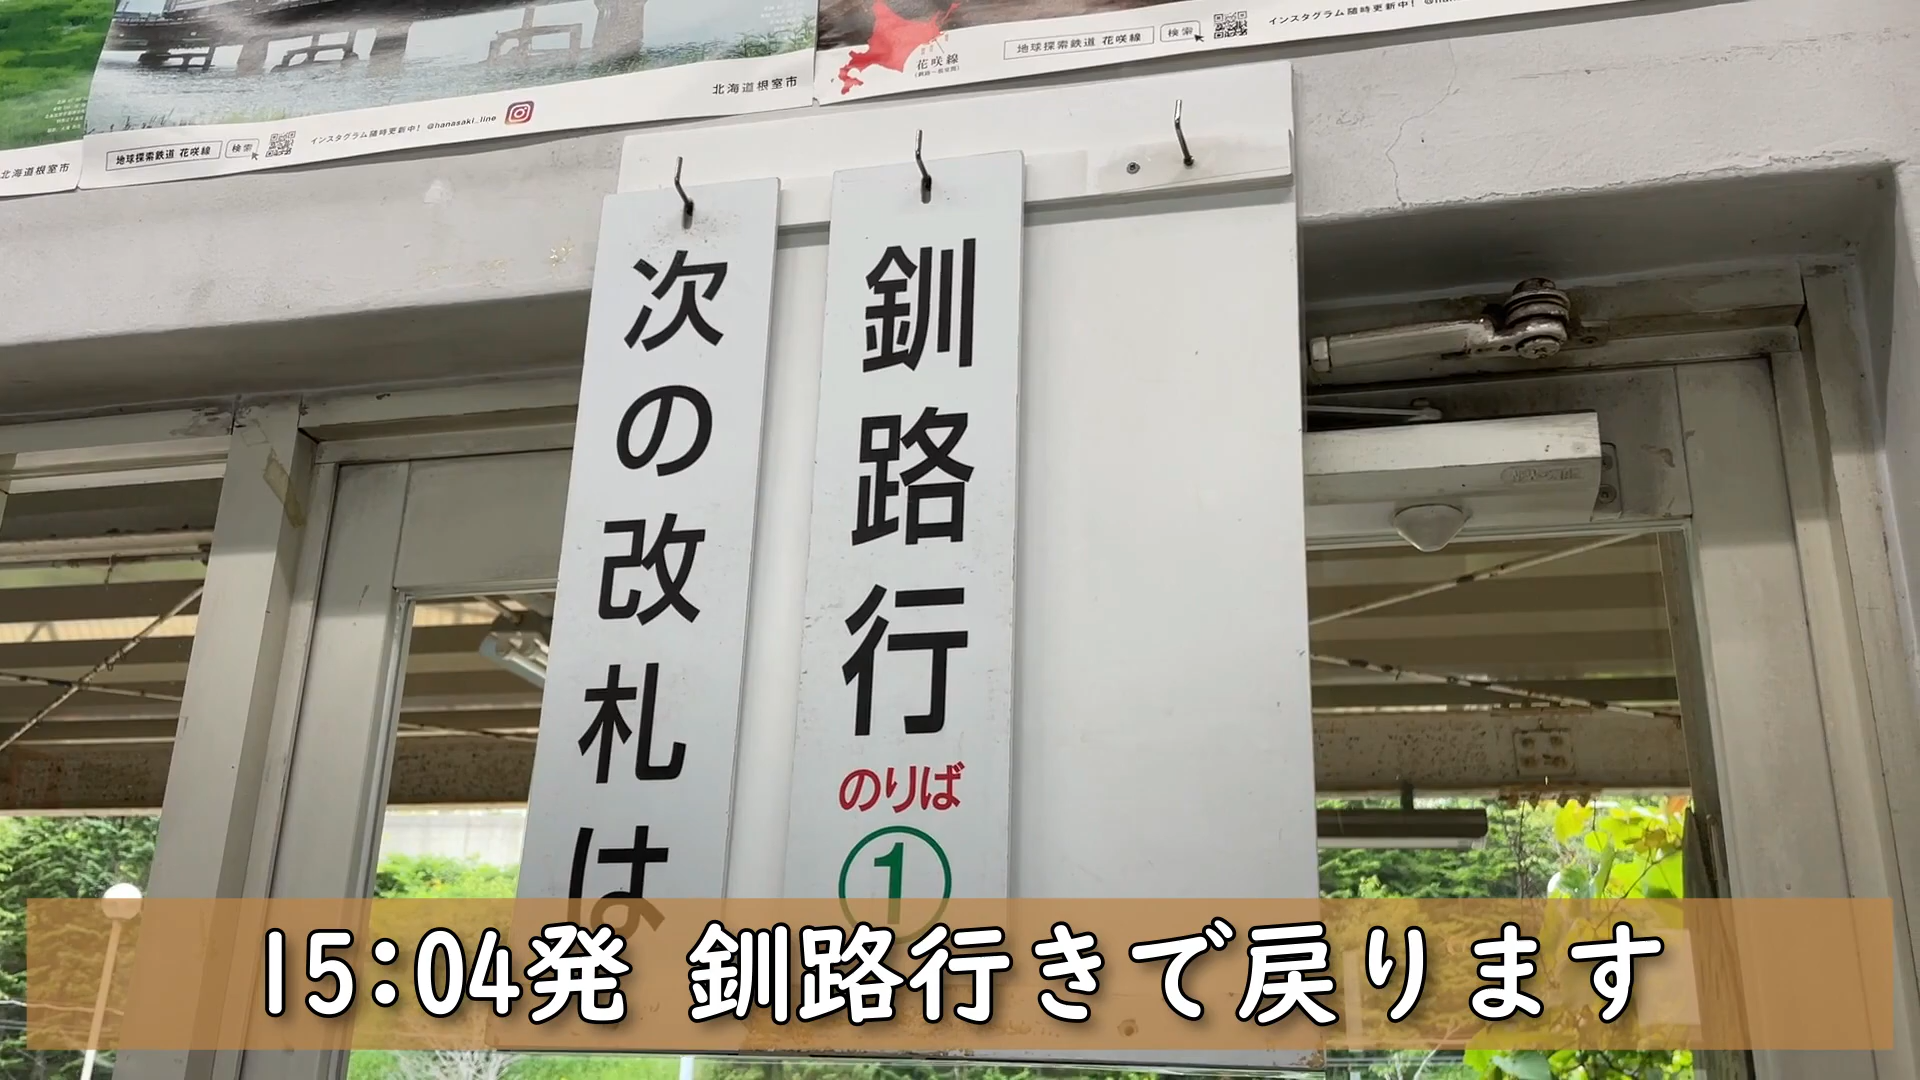 北海道根室市
地球探索鉄道 花咲線
検索
インスタグラム随時更新中! @hanasaki_line
北海道根室市
花咲線
地球探索鉄道 花咲線
検索
インスタグラム随時更新中!
次の改札は
釧路行
のりば
①
15:04発 釧路行きで戻ります